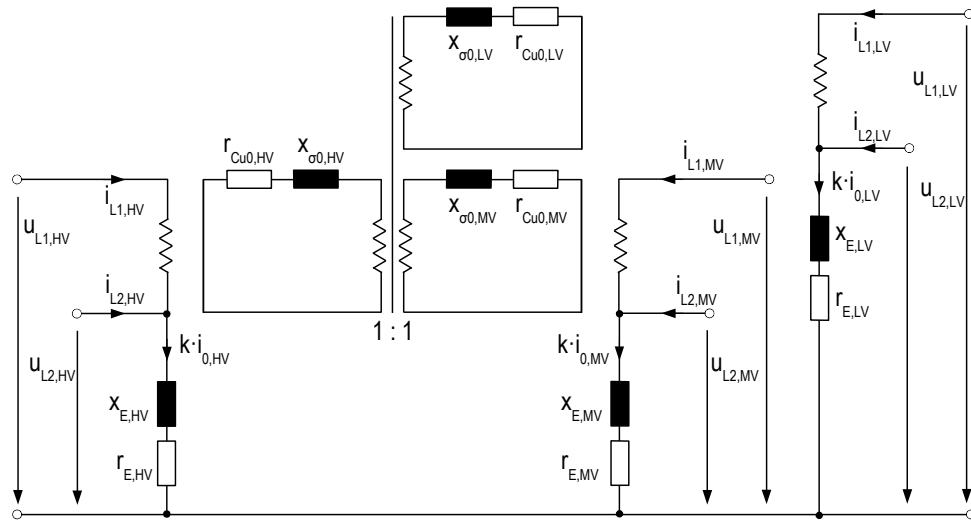 x_σ0,LV r_Cu0,LV
i_L1,LV
u_L1,LV
r_Cu0,HV x_σ0,HV
i_L2,LV
i_L1,MV
k·i_0,LV
i_L1,HV
x_σ0,MV r_Cu0,MV
u_L2,LV
u_L1,HV
u_L1,MV
x_E,LV
i_L2,HV
i_L2,MV
r_E,LV
1 : 1
k·i_0,HV
k·i_0,MV
u_L2,HV
u_L2,MV
x_E,HV
x_E,MV
r_E,HV
r_E,MV